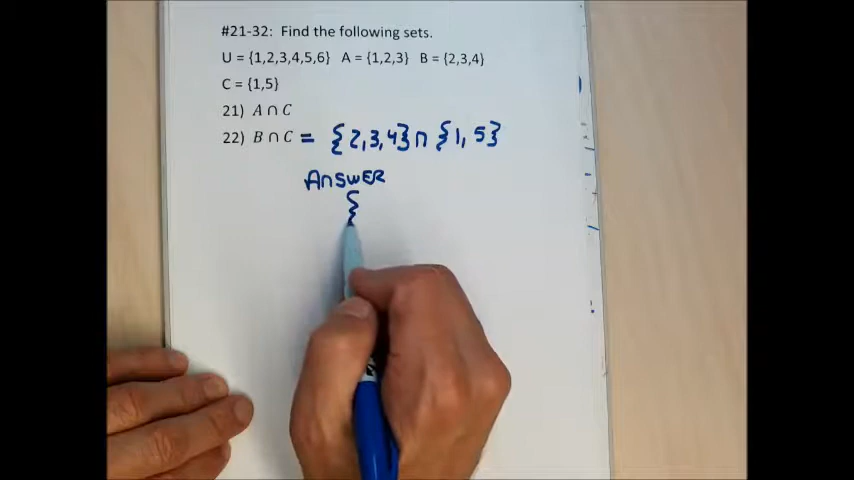 #21-32: Find the following sets.
U = {1,2,3,4,5,6} A = {1,2,3} B = {2,3,4}
C = {1,5}
21) A ∩ C
22) B ∩ C = {2,3,4} ∩ {1, 5}
ANSWER
{